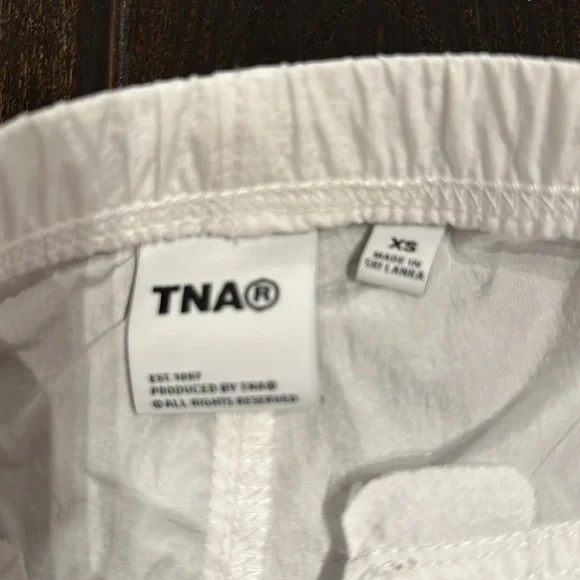 TNA®
EST. 1997
PRODUCED BY TNA®
©ALL RIGHTS RESERVED
XS
MADE IN
SRI LANKA